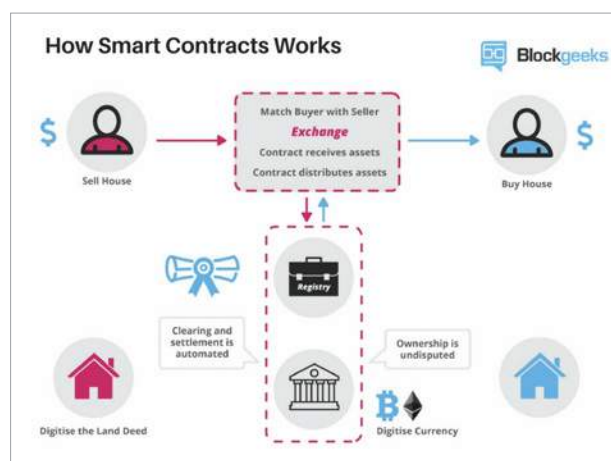 How Smart Contracts Works
Blockgeeks
Match Buyer with Seller
Exchange
Contract receives assets
Contract distributes assets
$
$
Sell House
Buy House
Registry
Clearing and
settlement is
automated
Ownership is
undisputed
Digitise the Land Deed
Digitise Currency